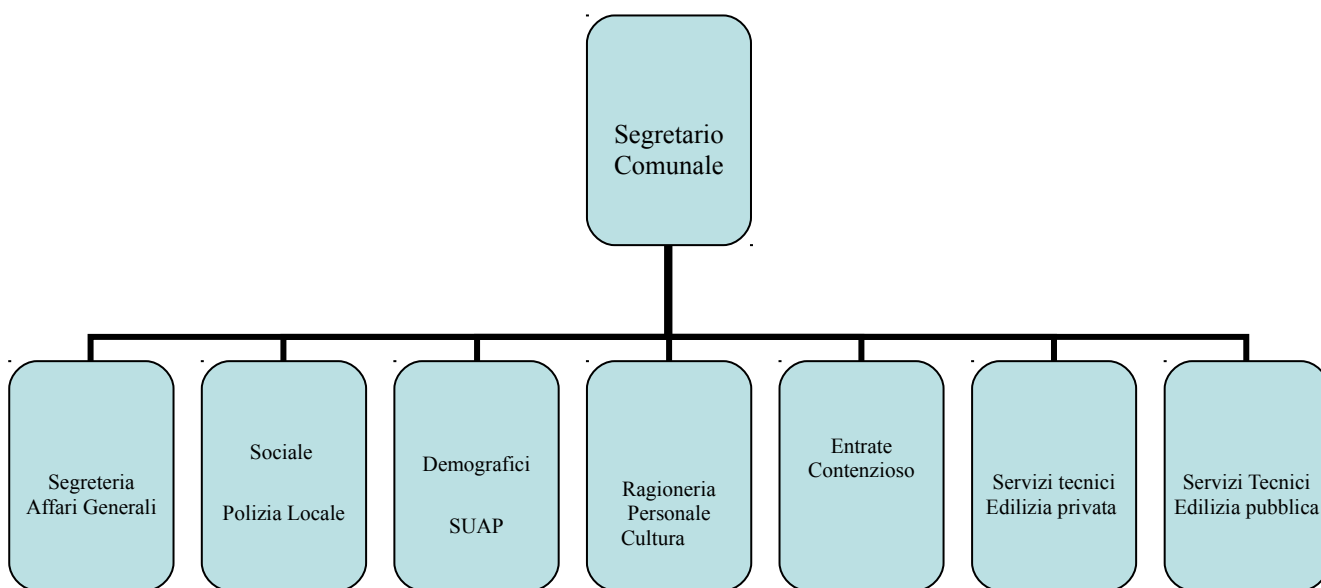 Segretario
Comunale
Segreteria
Affari Generali
Sociale
Polizia Locale
Demografici
SUAP
Ragioneria
Personale
Cultura
Entrate
Contenzioso
Servizi tecnici
Edilizia privata
Servizi Tecnici
Edilizia pubblica